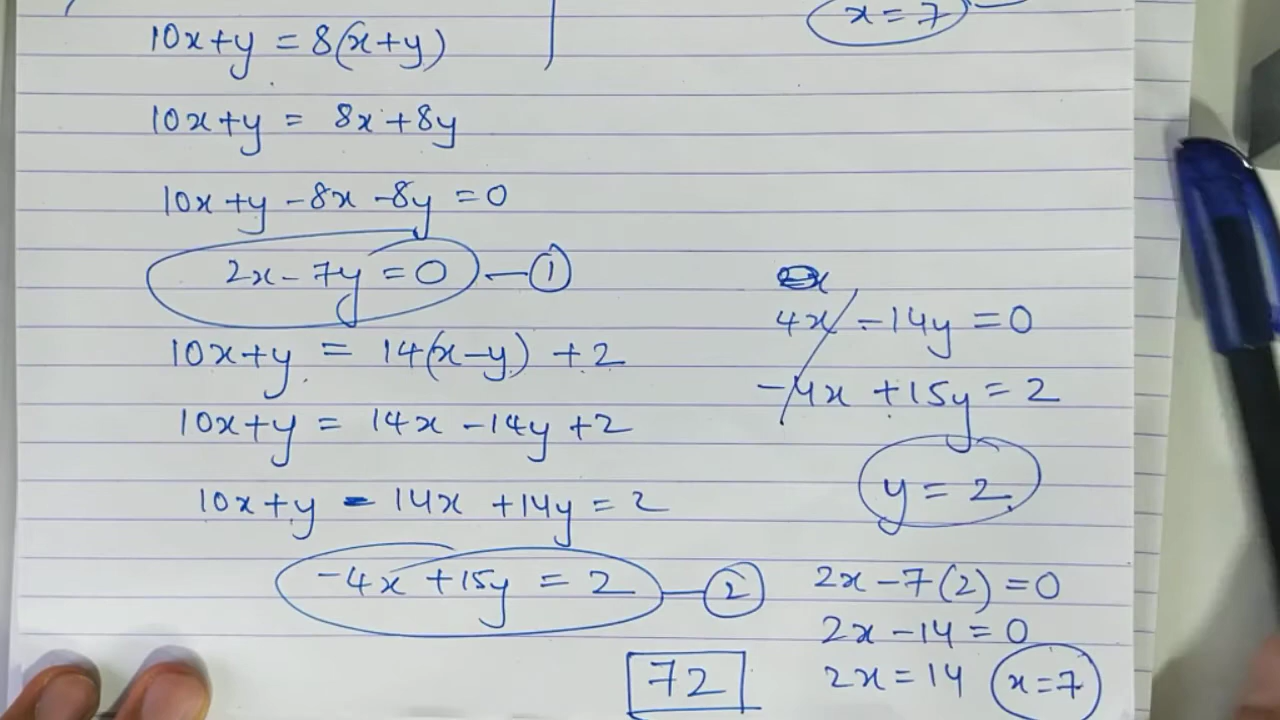 x = 7
10x+y = 8(x+y)
10x+y = 8x+8y
10x+y-8x-8y=0
2x-7y=0 — ①
10x+y = 14(x-y)+2
10x+y = 14x-14y+2
10x+y-14x+14y=2
-4x+15y=2 — ②
4x-14y=0
-4x+15y=2
y=2
2x-7(2)=0
2x-14=0
2x=14 x=7
72